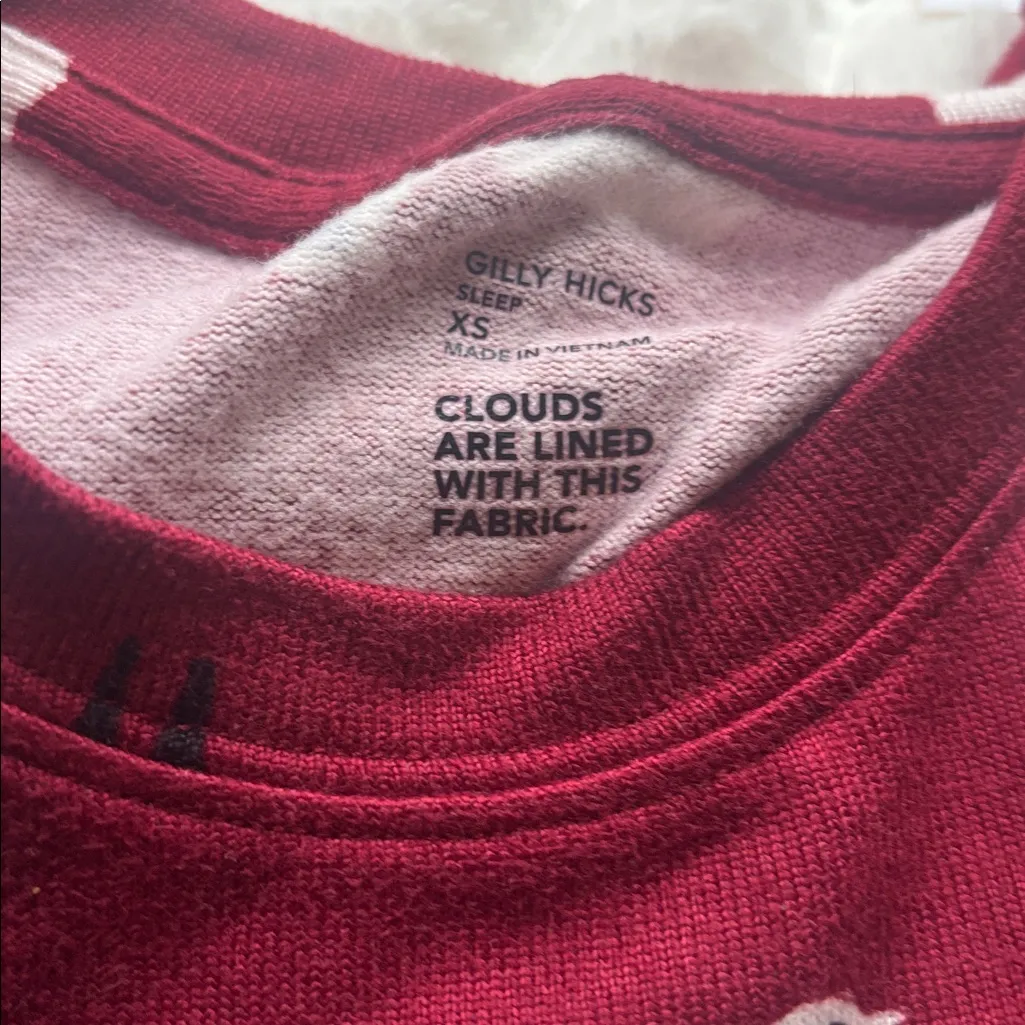 GILLY HICKS
SLEEP
XS
MADE IN VIETNAM
CLOUDS
ARE LINED
WITH THIS
FABRIC.